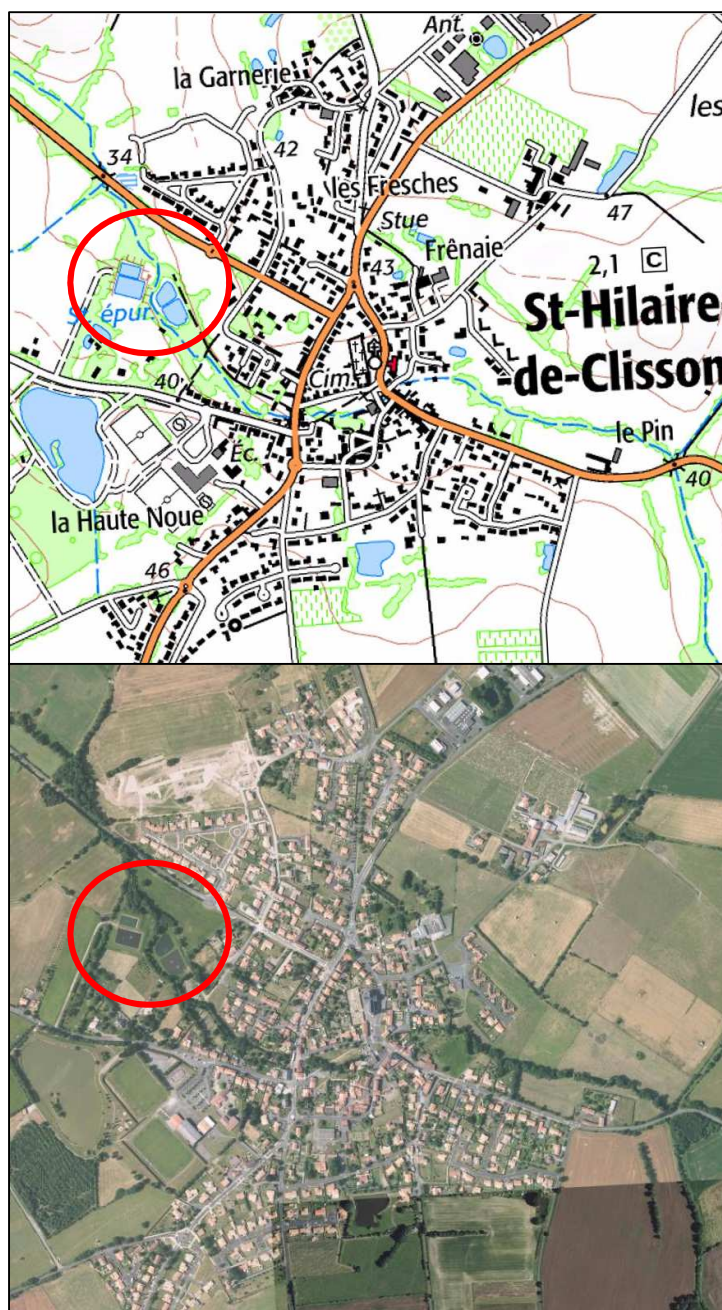 Ant.
la Garnerie
les
34
42
les Fresches
47
Stue
Frênaie
43
2,1 C
St-Hilaire
-de-Clisson
St. épur.
40
Cim.
le Pin
Éc.
40
la Haute Noue
46